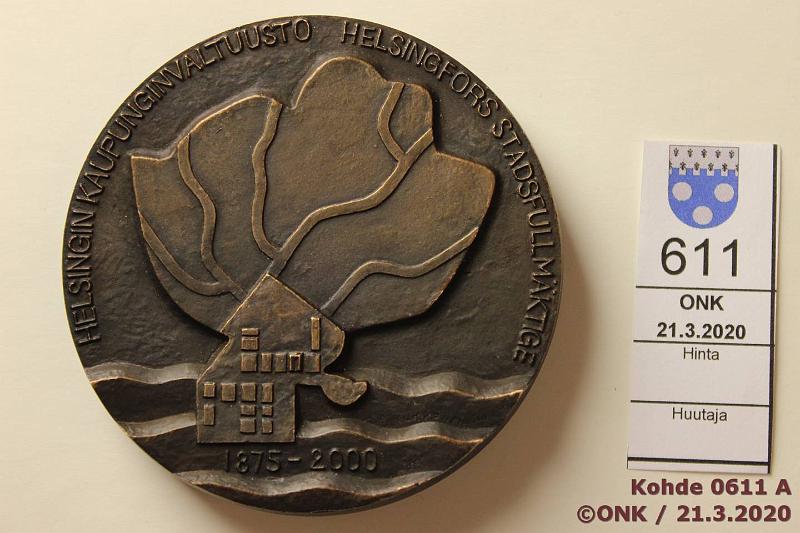 HELSINGIN KAUPUNGINVALTUUSTO HELSINGFORS STADSFULLMÄKTIGE
1875-2000
611
ONK
21.3.2020
Hinta
Huutaja
Kohde 0611 A
©ONK / 21.3.2020